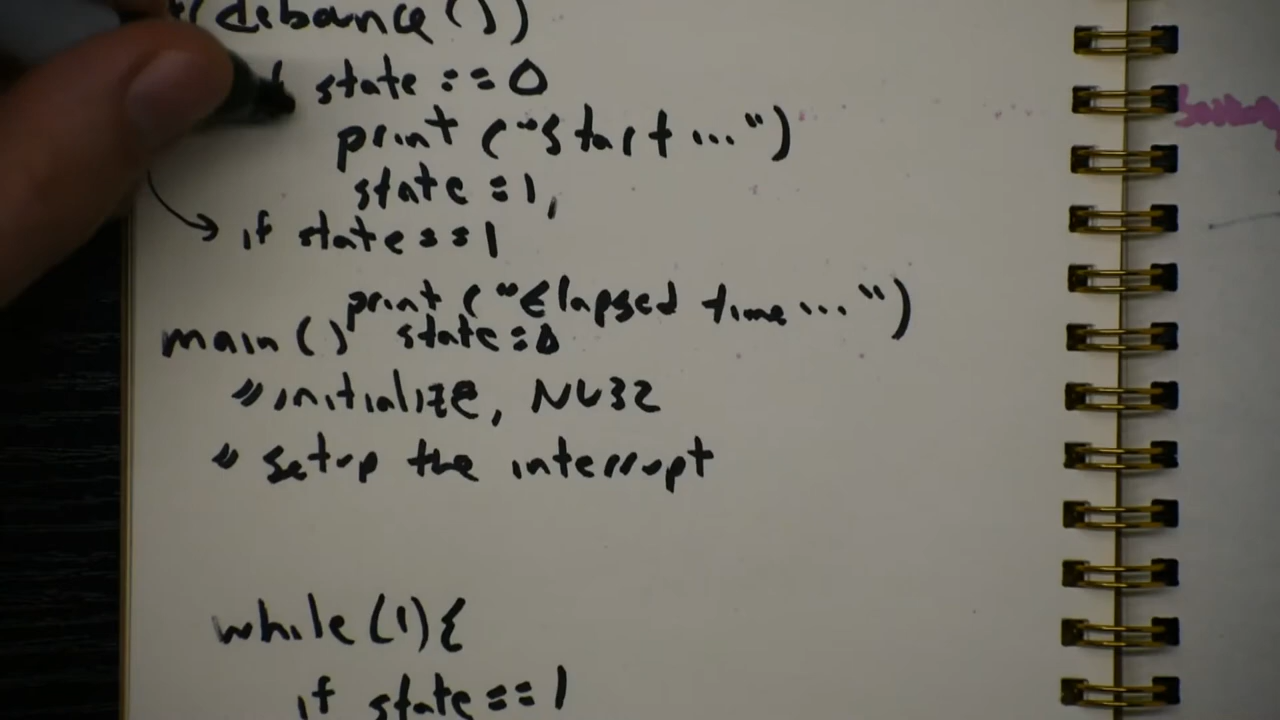 (debounce())
state == 0
print ("Start ...")
state = 1,
if state == 1
print ("Elapsed time ...")
main() state = 0
"initialize, NU32
" setup the interrupt
while (1) {
if state == 1